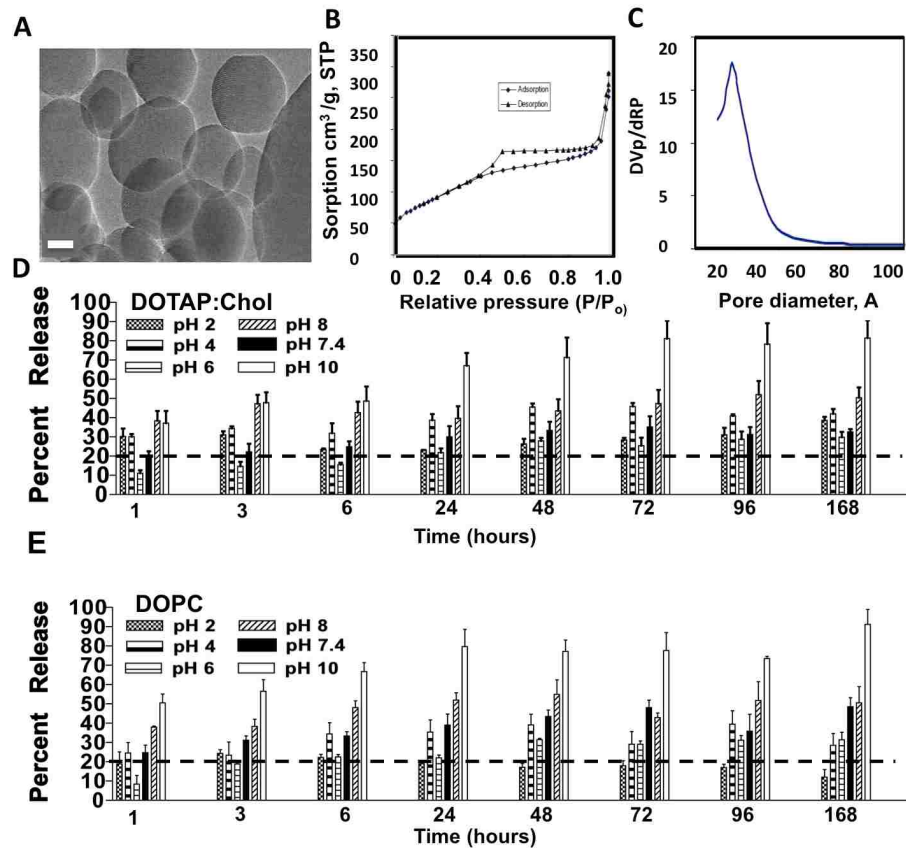 A
B
Sorption cm³/g, STP
350
300
200
150
100
50
0
Adsorption
Desorption
0 0.2 0.4 0.6 0.8 1.0
Relative pressure (P/Po)
C
DVp/dRP
20
15
10
5
0
20 40 60 80 100
Pore diameter, A
D
DOTAP:Chol
Percent Release
100
90
80
70
60
50
40
30
20
10
0
pH 2
pH 4
pH 6
pH 8
pH 7.4
pH 10
1 3 6 24 48 72 96 168
Time (hours)
E
DOPC
Percent Release
100
90
80
70
60
50
40
30
20
10
0
pH 2
pH 4
pH 6
pH 8
pH 7.4
pH 10
1 3 6 24 48 72 96 168
Time (hours)